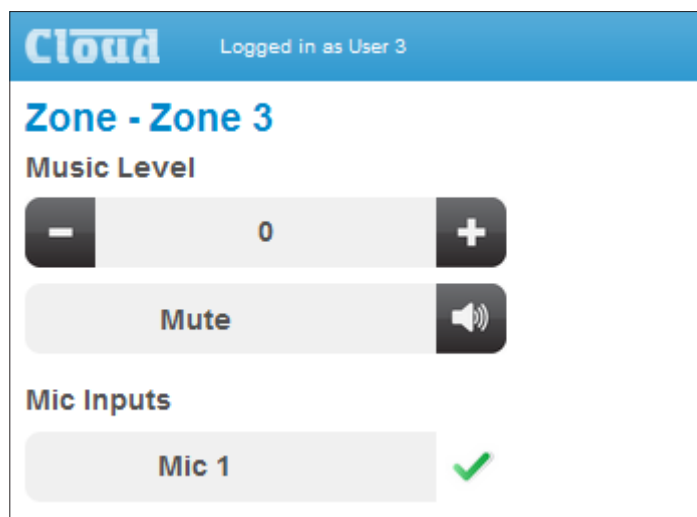 Cloud
Logged in as User 3
Zone - Zone 3
Music Level
0
Mute
Mic Inputs
Mic 1